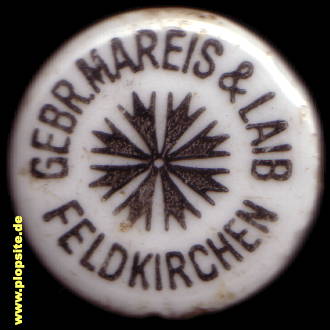 GEBR. MAREIS & LAIB
FELDKIRCHEN
www.plopsite.de